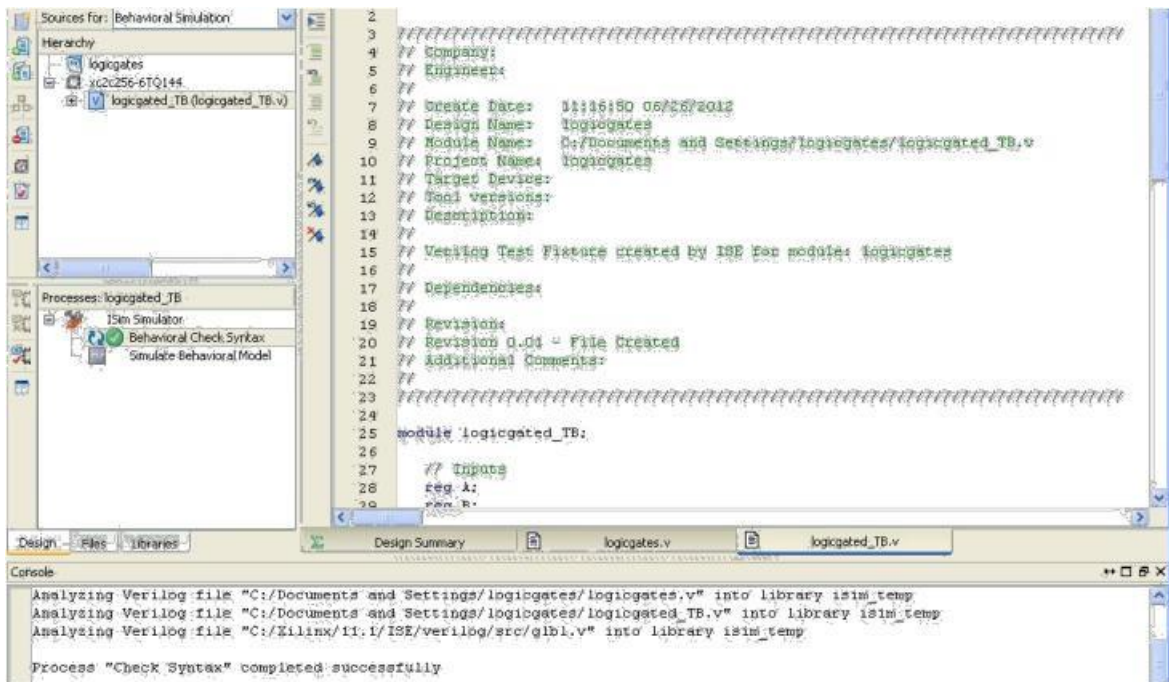 Sources for: Behavioral Simulation
Hierarchy
logicgates
xc2c256-6TQ144
logicgated_TB (logicgated_TB.v)
Processes: logicgated_TB
ISim Simulator
Behavioral Check Syntax
Simulate Behavioral Model
Design
Files
Libraries
2
3 ////////////////////////////////////////////////////////////////////////////////
4 // Company:
5 // Engineer:
6 //
7 // Create Date: 11:16:50 06/26/2012
8 // Design Name: logicgates
9 // Module Name: C:/Documents and Settings/logicgates/logicgated_TB.v
10 // Project Name: logicgates
11 // Target Device:
12 // Tool versions:
13 // Description:
14 //
15 // Verilog Test Fixture created by ISE for module: logicgates
16 //
17 // Dependencies:
18 //
19 // Revision:
20 // Revision 0.01 - File Created
21 // Additional Comments:
22 //
23 ////////////////////////////////////////////////////////////////////////////////
24
25 module logicgated_TB;
26
27 // Inputs
28 reg A;
29 reg B;
Design Summary
logicgates.v
logicgated_TB.v
Console
Analyzing Verilog file "C:/Documents and Settings/logicgates/logicgates.v" into library isim_temp
Analyzing Verilog file "C:/Documents and Settings/logicgates/logicgated_TB.v" into library isim_temp
Analyzing Verilog file "C:/Xilinx/11.1/ISE/verilog/src/glbl.v" into library isim_temp
Process "Check Syntax" completed successfully